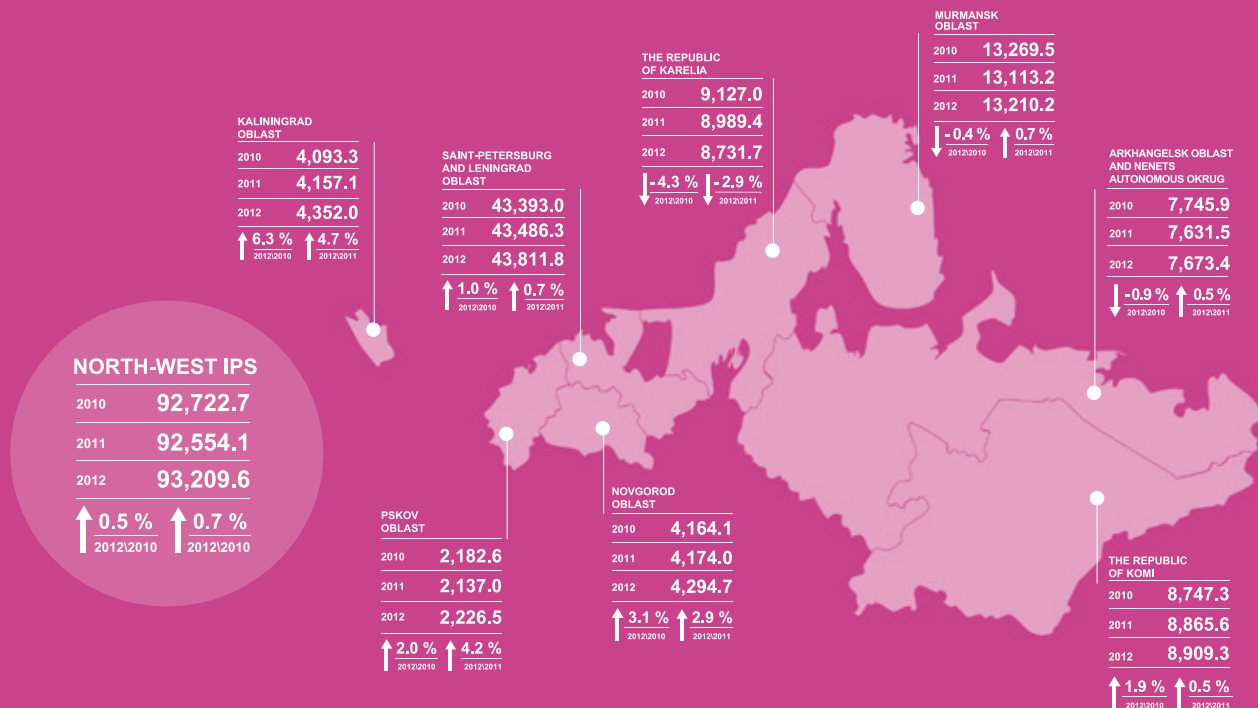 MURMANSK
OBLAST
2010 13,269.5
2011 13,113.2
2012 13,210.2
-0.4 % 0.7 %
2012\2010 2012\2011
THE REPUBLIC
OF KARELIA
2010 9,127.0
2011 8,989.4
2012 8,731.7
-4.3 % -2.9 %
2012\2010 2012\2011
KALININGRAD
OBLAST
2010 4,093.3
2011 4,157.1
2012 4,352.0
6.3 % 4.7 %
2012\2010 2012\2011
SAINT-PETERSBURG
AND LENINGRAD
OBLAST
2010 43,393.0
2011 43,486.3
2012 43,811.8
1.0 % 0.7 %
2012\2010 2012\2011
ARKHANGELSK OBLAST
AND NENETS
AUTONOMOUS OKRUG
2010 7,745.9
2011 7,631.5
2012 7,673.4
-0.9 % 0.5 %
2012\2010 2012\2011
NORTH-WEST IPS
2010 92,722.7
2011 92,554.1
2012 93,209.6
0.5 % 0.7 %
2012\2010 2012\2010
PSKOV
OBLAST
2010 2,182.6
2011 2,137.0
2012 2,226.5
2.0 % 4.2 %
2012\2010 2012\2011
NOVGOROD
OBLAST
2010 4,164.1
2011 4,174.0
2012 4,294.7
3.1 % 2.9 %
2012\2010 2012\2011
THE REPUBLIC
OF KOMI
2010 8,747.3
2011 8,865.6
2012 8,909.3
1.9 % 0.5 %
2012\2010 2012\2011